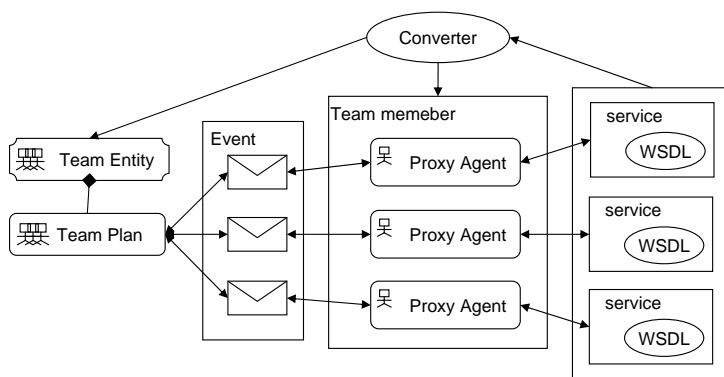 Converter
Team memeber
service
Event
WSDL
Team Entity
Proxy Agent
service
Team Plan
Proxy Agent
WSDL
service
Proxy Agent
WSDL